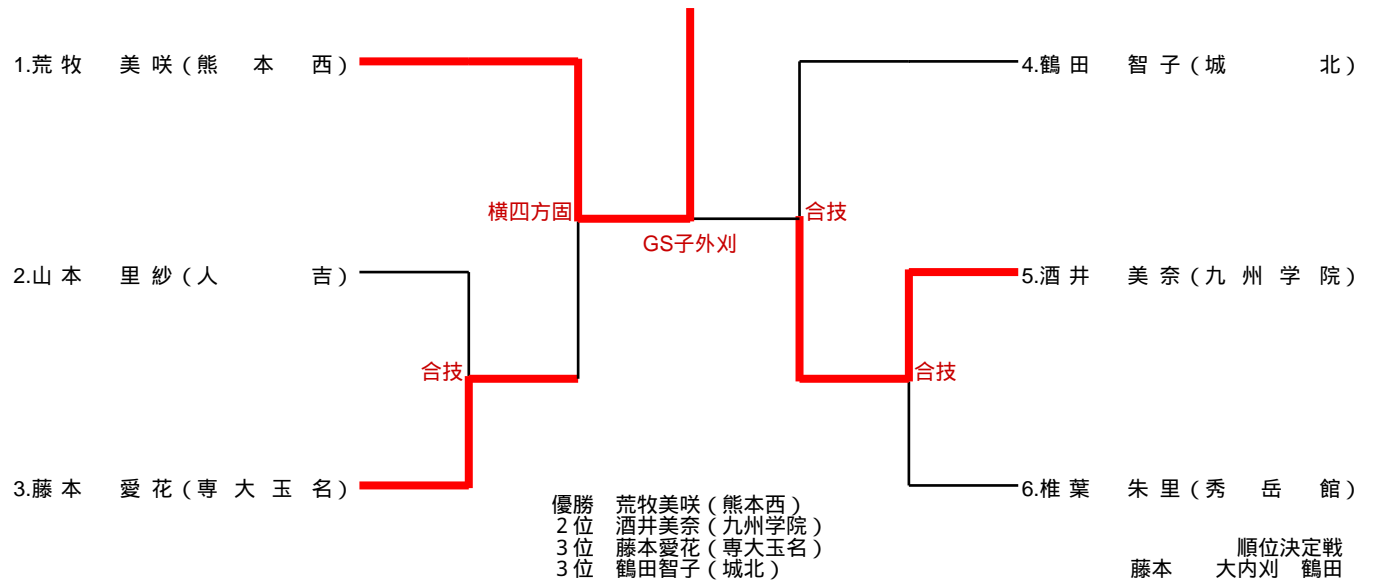 1.荒牧 美咲(熊本西)
4.鶴田 智子(城北)
横四方固
合技
GS子外刈
2.山本 里紗(人吉)
5.酒井 美奈(九州学院)
合技
合技
3.藤本 愛花(専大玉名)
6.椎葉 朱里(秀岳館)
優勝 荒牧美咲(熊本西)
2位 酒井美奈(九州学院)
3位 藤本愛花(専大玉名)
3位 鶴田智子(城北)
順位決定戦
藤本 大内刈 鶴田